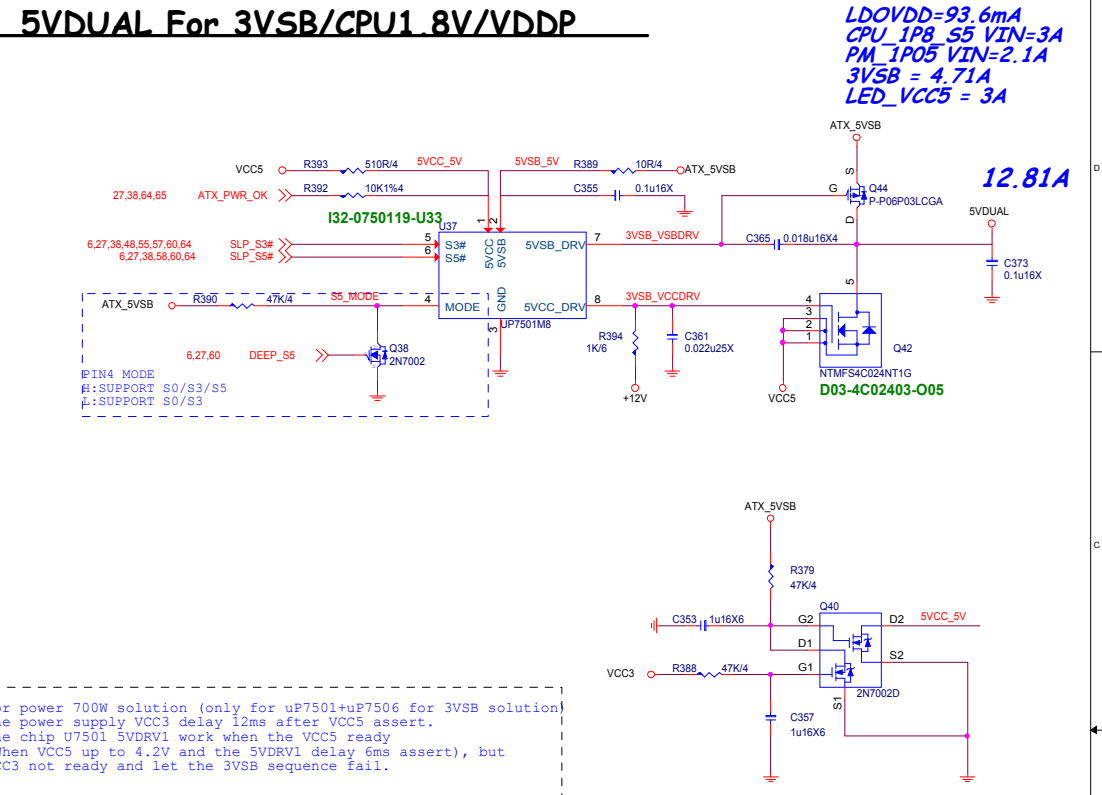 5VDUAL For 3VSB/CPU1.8V/VDDP
LDOVDD=93.6mA
CPU_1P8_S5 VIN=3A
PM_1P05 VIN=2.1A
3VSB = 4.71A
LED_VCC5 = 3A
12.81A
ATX_5VSB
VCC5
R393
510R/4
5VCC_5V
5VSB_5V
R389
10R/4
ATX_5VSB
27,38,64,65
ATX_PWR_OK
R392
10K1%4
C355
0.1u16X
S
G
Q44
P-P06P03LCGA
D
5VDUAL
I32-0750119-U33
U37
1
2
6,27,38,48,55,57,60,64
SLP_S3#
5
S3#
6,27,38,58,60,64
SLP_S5#
6
S5#
5VCC
5VSB
5VSB_DRV
7
3VSB_VSBDRV
C365
0.018u16X4
C373
0.1u16X
5
ATX_5VSB
R390
47K/4
S5_MODE
4
MODE
GND
5VCC_DRV
8
3VSB_VCCDRV
4
3
2
1
3
UP7501M8
R394
1K/6
C361
0.022u25X
Q42
NTMFS4C024NT1G
D03-4C02403-O05
+12V
VCC5
6,27,60
DEEP_S5
Q38
2N7002
PIN4 MODE
H:SUPPORT S0/S3/S5
L:SUPPORT S0/S3
D
C
ATX_5VSB
R379
47K/4
Q40
C353
1u16X6
G2
D2
5VCC_5V
D1
S2
VCC3
R388
47K/4
G1
S1
2N7002D
C357
1u16X6
or power 700W solution (only for uP7501+uP7506 for 3VSB solution)
he power supply VCC3 delay 12ms after VCC5 assert.
he chip U7501 5VDRV1 work when the VCC5 ready
when VCC5 up to 4.2V and the 5VDRV1 delay 6ms assert), but
CC3 not ready and let the 3VSB sequence fail.